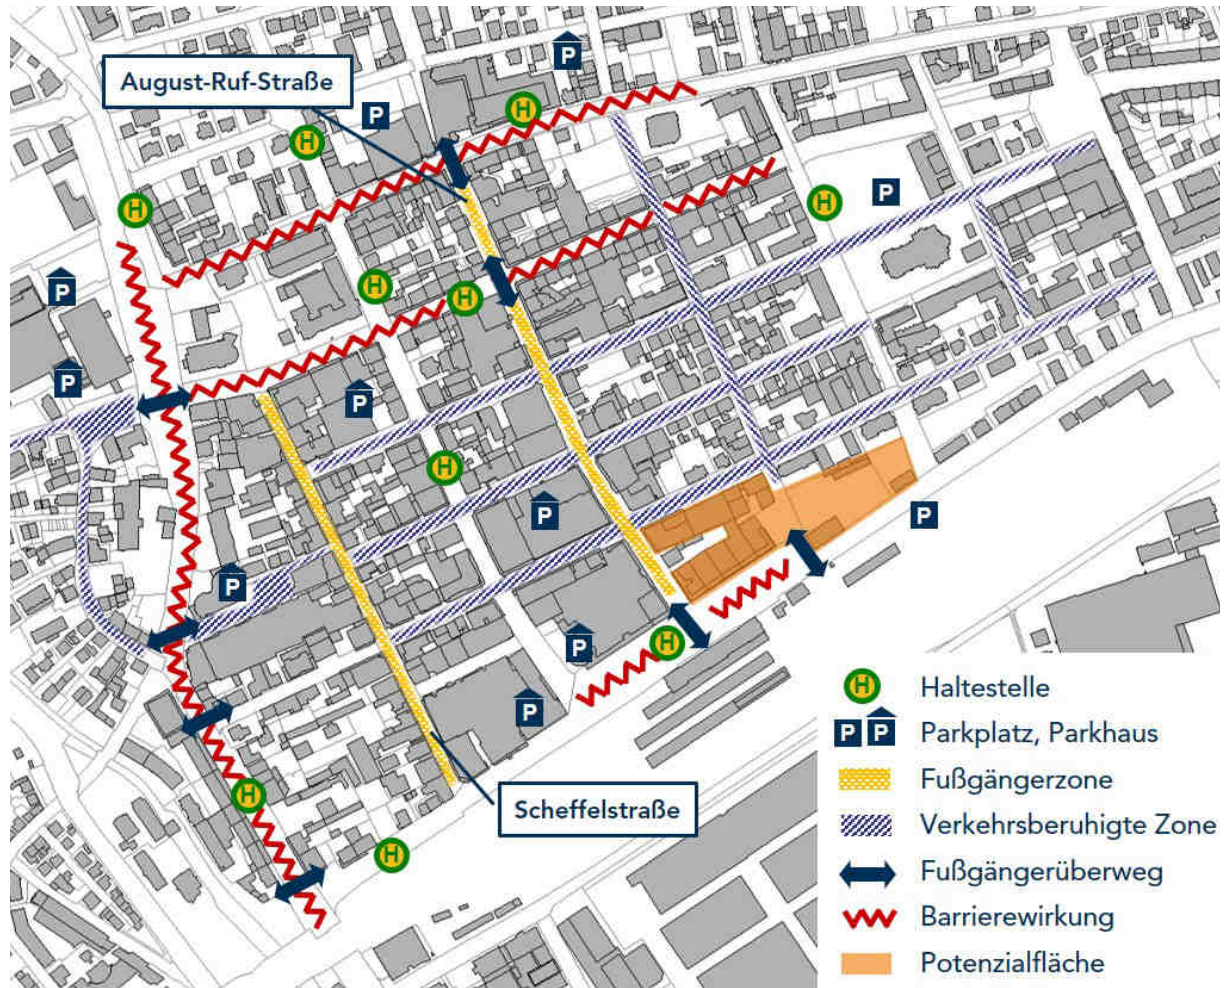 P
August-Ruf-Straße
P
H
H
H
P
H
P
H
H
P
P
H
P
P
P
H
P
P
Scheffelstraße
H
H
H Haltestelle
P P Parkplatz, Parkhaus
Fußgängerzone
Verkehrsberuhigte Zone
Fußgängerüberweg
Barrierewirkung
Potenzialfläche